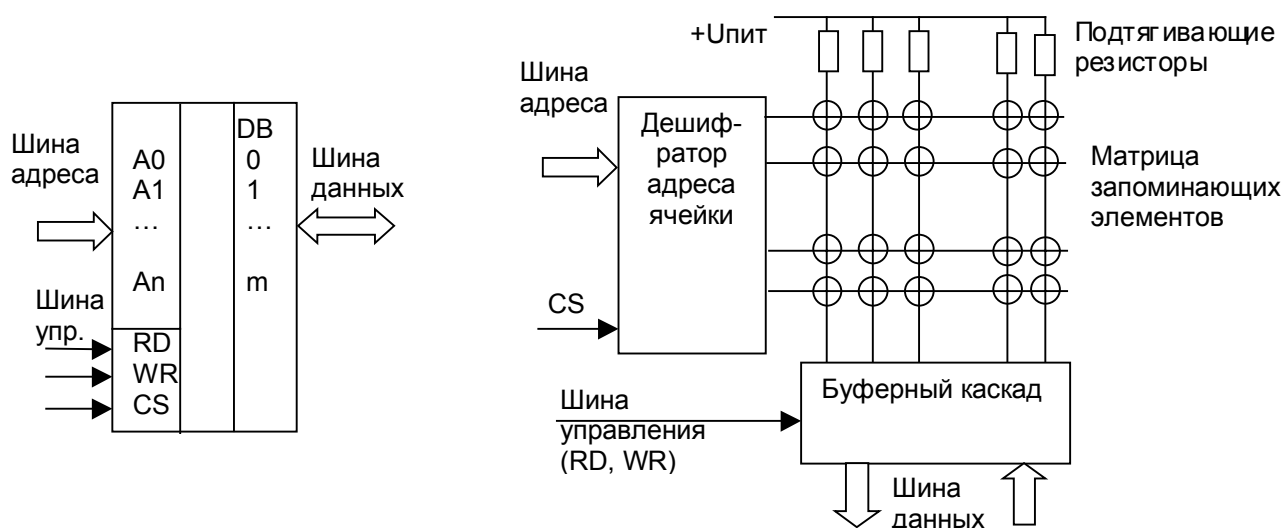 Шина
адреса
A0
A1
…
An
Шина
упр.
RD
WR
CS
DB
0
1
…
m
Шина
данных
+Uпит
Подтягивающие
резисторы
Шина
адреса
Дешиф-
ратор
адреса
ячейки
CS
Матрица
запоминающих
элементов
Буферный каскад
Шина
управления
(RD, WR)
Шина
данных